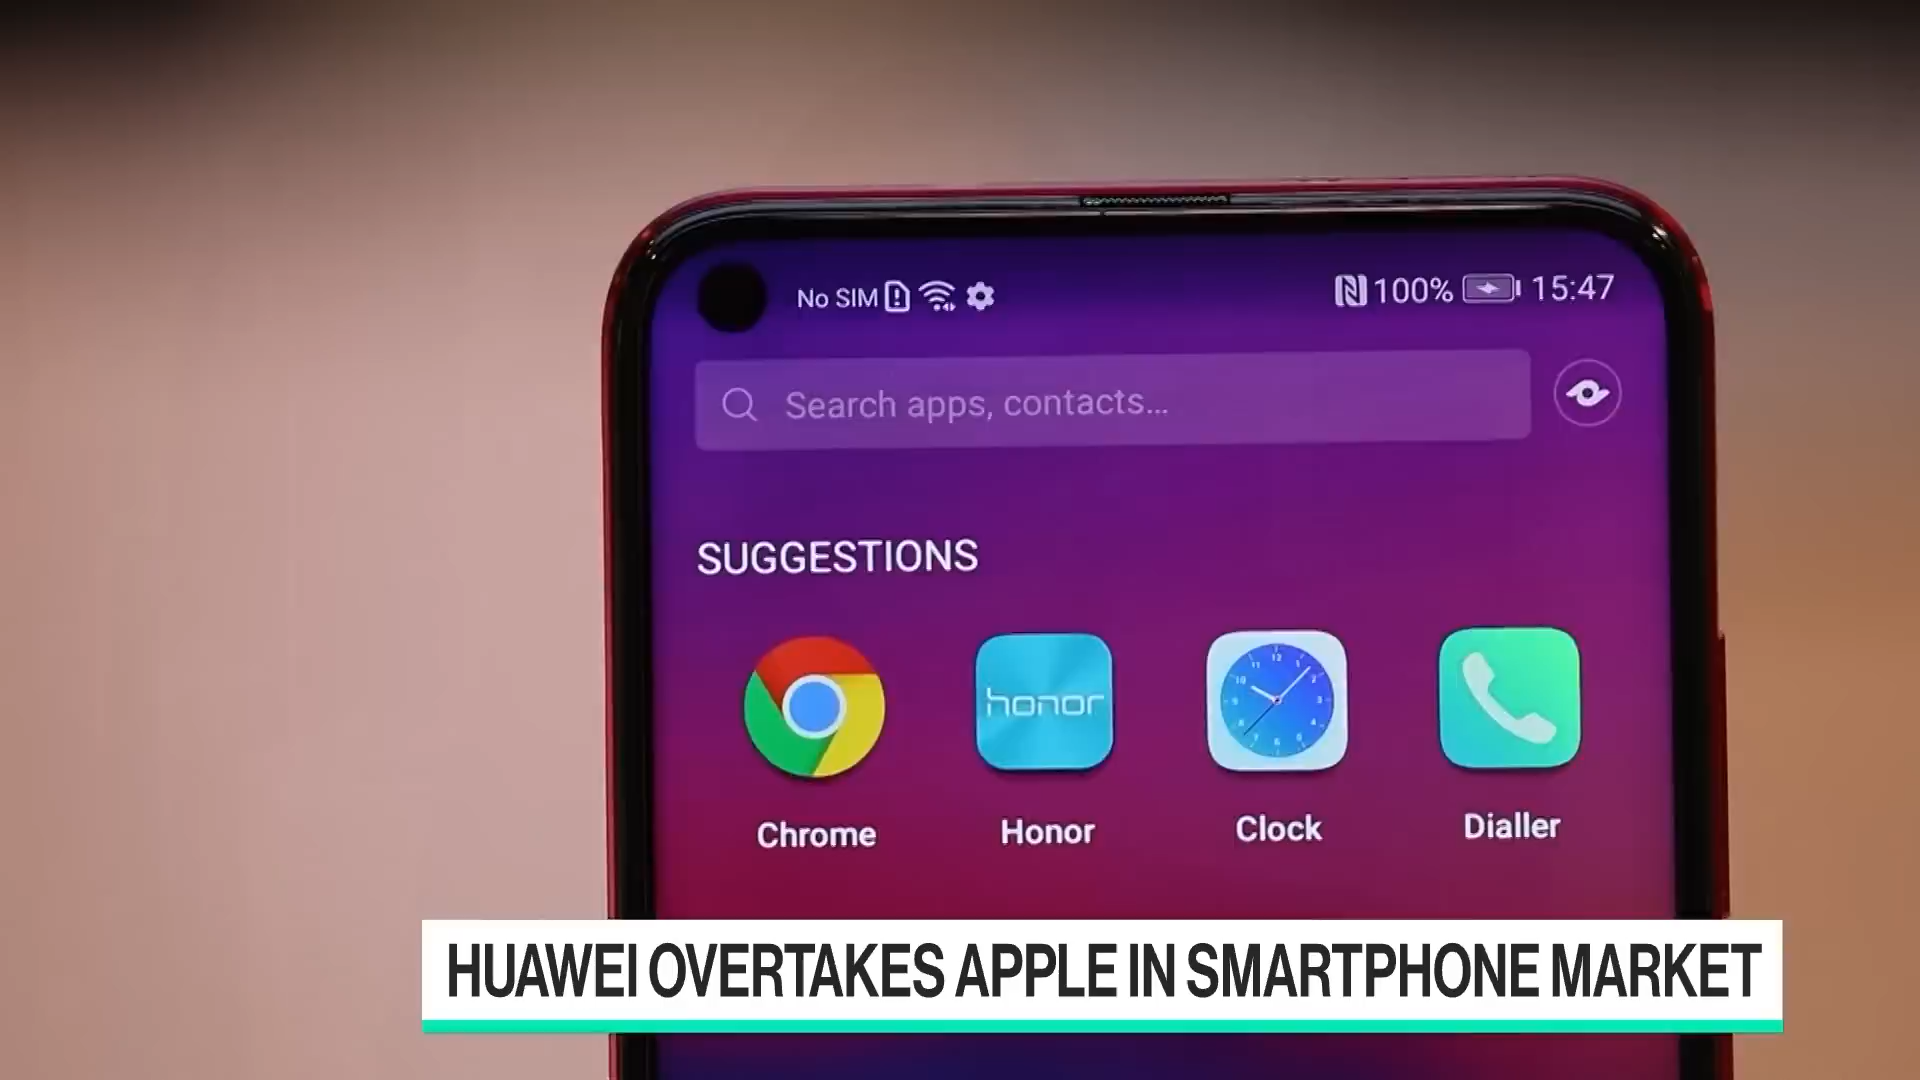 No SIM
100% 15:47
Search apps, contacts...
SUGGESTIONS
honor
Chrome
Honor
Clock
Dialler
HUAWEI OVERTAKES APPLE IN SMARTPHONE MARKET